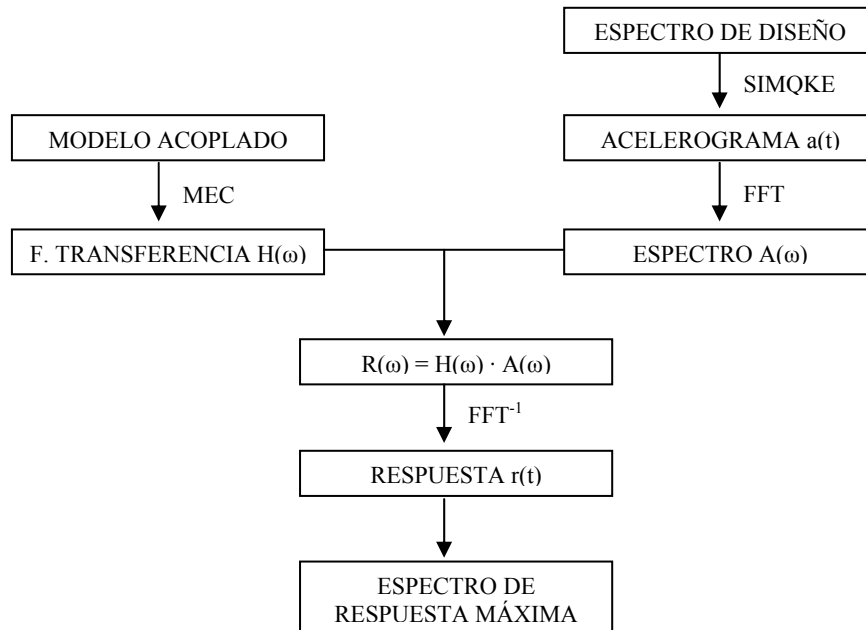 ESPECTRO DE DISEÑO
SIMQKE
MODELO ACOPLADO
ACELEROGRAMA a(t)
MEC
FFT
F. TRANSFERENCIA H(ω)
ESPECTRO A(ω)
R(ω) = H(ω) · A(ω)
FFT⁻¹
RESPUESTA r(t)
ESPECTRO DE
RESPUESTA MÁXIMA